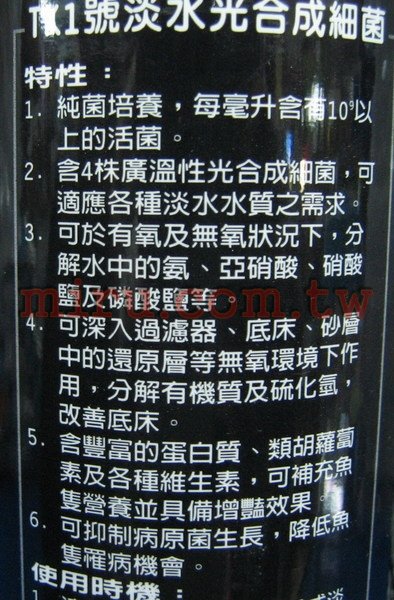 TK1號淡水光合成細菌
特性：
1. 純菌培養，每毫升含有10⁹以
上的活菌。
2. 含4株廣溫性光合成細菌，可
適應各種淡水水質之需求。
3. 可於有氧及無氧狀況下，分
解水中的氨、亞硝酸、硝酸
鹽及磷酸鹽等。
miru.com.tw
4. 可深入過濾器、底床、砂層
中的還原層等無氧環境下作
用，分解有機質及硫化氫，
改善底床。
5. 含豐富的蛋白質、類胡蘿蔔
素及各種維生素，可補充魚
隻營養並具備增豔效果。
6. 可抑制病原菌生長，降低魚
隻罹病機會。
使用時機：